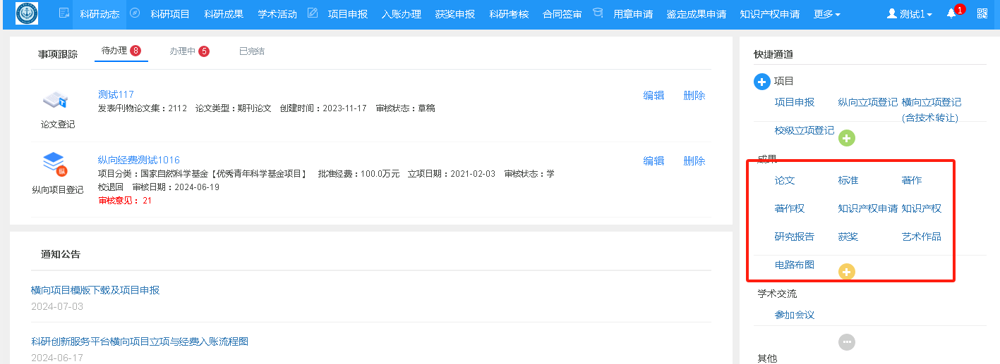 科研动态 科研项目 科研成果 学术活动 项目申报 入账办理 获奖申报 科研考核 合同签审 用章申请 鉴定成果申请 知识产权申请 更多 测试1 1
事项跟踪 待办理 8 办理中 5 已完结
测试117 编辑 删除
发表/刊物论文集：2112 论文类型：期刊论文 创建时间：2023-11-17 审核状态：草稿
论文登记
纵向经费测试1016 编辑 删除
项目分类：国家自然科学基金【优秀青年科学基金项目】 批准经费：100.0万元 立项日期：2021-02-03 审核状态：学
校退回 审核日期：2024-06-19
审核意见： 21
纵
纵向项目登记
通知公告
横向项目模版下载及项目申报
2024-07-03
科研创新服务平台横向项目立项与经费入账流程图
2024-06-17
快捷通道
项目
项目申报 纵向立项登记 横向立项登记
(含技术转让)
校级立项登记
成果
论文 标准 著作
著作权 知识产权申请 知识产权
研究报告 获奖 艺术作品
电路布图
学术交流
参加会议
其他